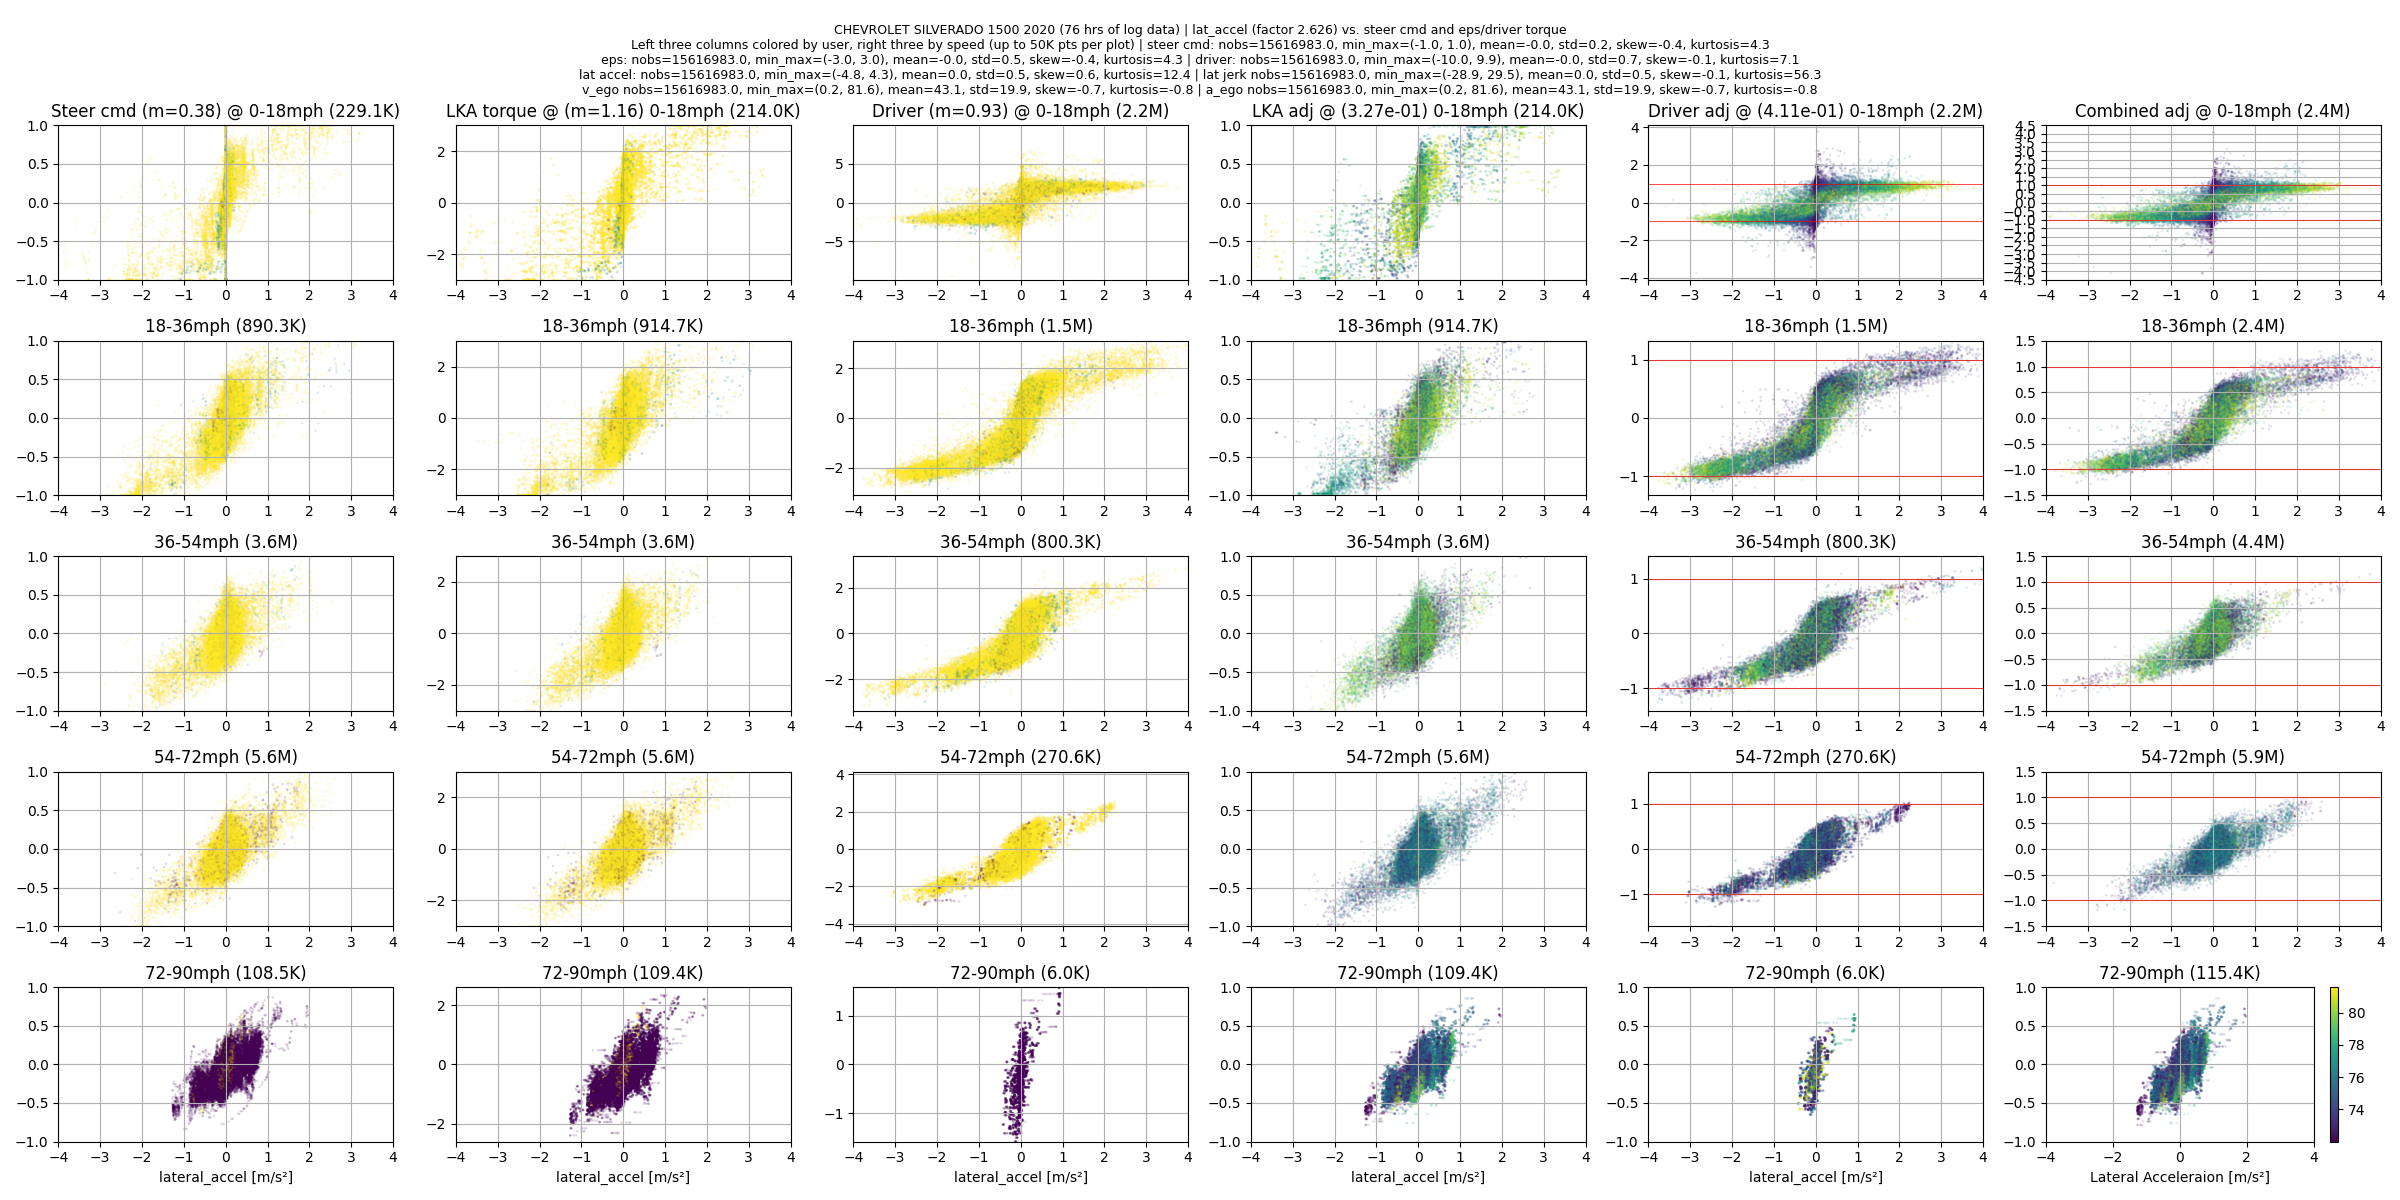 CHEVROLET SILVERADO 1500 2020 (76 hrs of log data) | lat_accel (factor 2.626) vs. steer cmd and eps/driver torque
Left three columns colored by user, right three by speed (up to 50K pts per plot) | steer cmd: nobs=15616983.0, min_max=(-1.0, 1.0), mean=-0.0, std=0.2, skew=-0.4, kurtosis=4.3
eps: nobs=15616983.0, min_max=(-3.0, 3.0), mean=-0.0, std=0.5, skew=-0.4, kurtosis=4.3 | driver: nobs=15616983.0, min_max=(-10.0, 9.9), mean=-0.0, std=0.7, skew=-0.1, kurtosis=7.1
lat accel: nobs=15616983.0, min_max=(-4.8, 4.3), mean=0.0, std=0.5, skew=0.6, kurtosis=12.4 | lat jerk nobs=15616983.0, min_max=(-28.9, 29.5), mean=0.0, std=0.5, skew=-0.1, kurtosis=56.3
v_ego nobs=15616983.0, min_max=(0.2, 81.6), mean=43.1, std=19.9, skew=-0.7, kurtosis=-0.8 | a_ego nobs=15616983.0, min_max=(0.2, 81.6), mean=43.1, std=19.9, skew=-0.7, kurtosis=-0.8
Steer cmd (m=0.38) @ 0-18mph (229.1K) LKA torque @ (m=1.16) 0-18mph (214.0K) Driver (m=0.93) @ 0-18mph (2.2M) LKA adj @ (3.27e-01) 0-18mph (214.0K) Driver adj @ (4.11e-01) 0-18mph (2.2M) Combined adj @ 0-18mph (2.4M)
18-36mph (890.3K) 18-36mph (914.7K) 18-36mph (1.5M) 18-36mph (914.7K) 18-36mph (1.5M) 18-36mph (2.4M)
36-54mph (3.6M) 36-54mph (3.6M) 36-54mph (800.3K) 36-54mph (3.6M) 36-54mph (800.3K) 36-54mph (4.4M)
54-72mph (5.6M) 54-72mph (5.6M) 54-72mph (270.6K) 54-72mph (5.6M) 54-72mph (270.6K) 54-72mph (5.9M)
72-90mph (108.5K) 72-90mph (109.4K) 72-90mph (6.0K) 72-90mph (109.4K) 72-90mph (6.0K) 72-90mph (115.4K)
80
78
76
74
lateral_accel [m/s²] lateral_accel [m/s²] lateral_accel [m/s²] lateral_accel [m/s²] lateral_accel [m/s²] Lateral Acceleraion [m/s²]